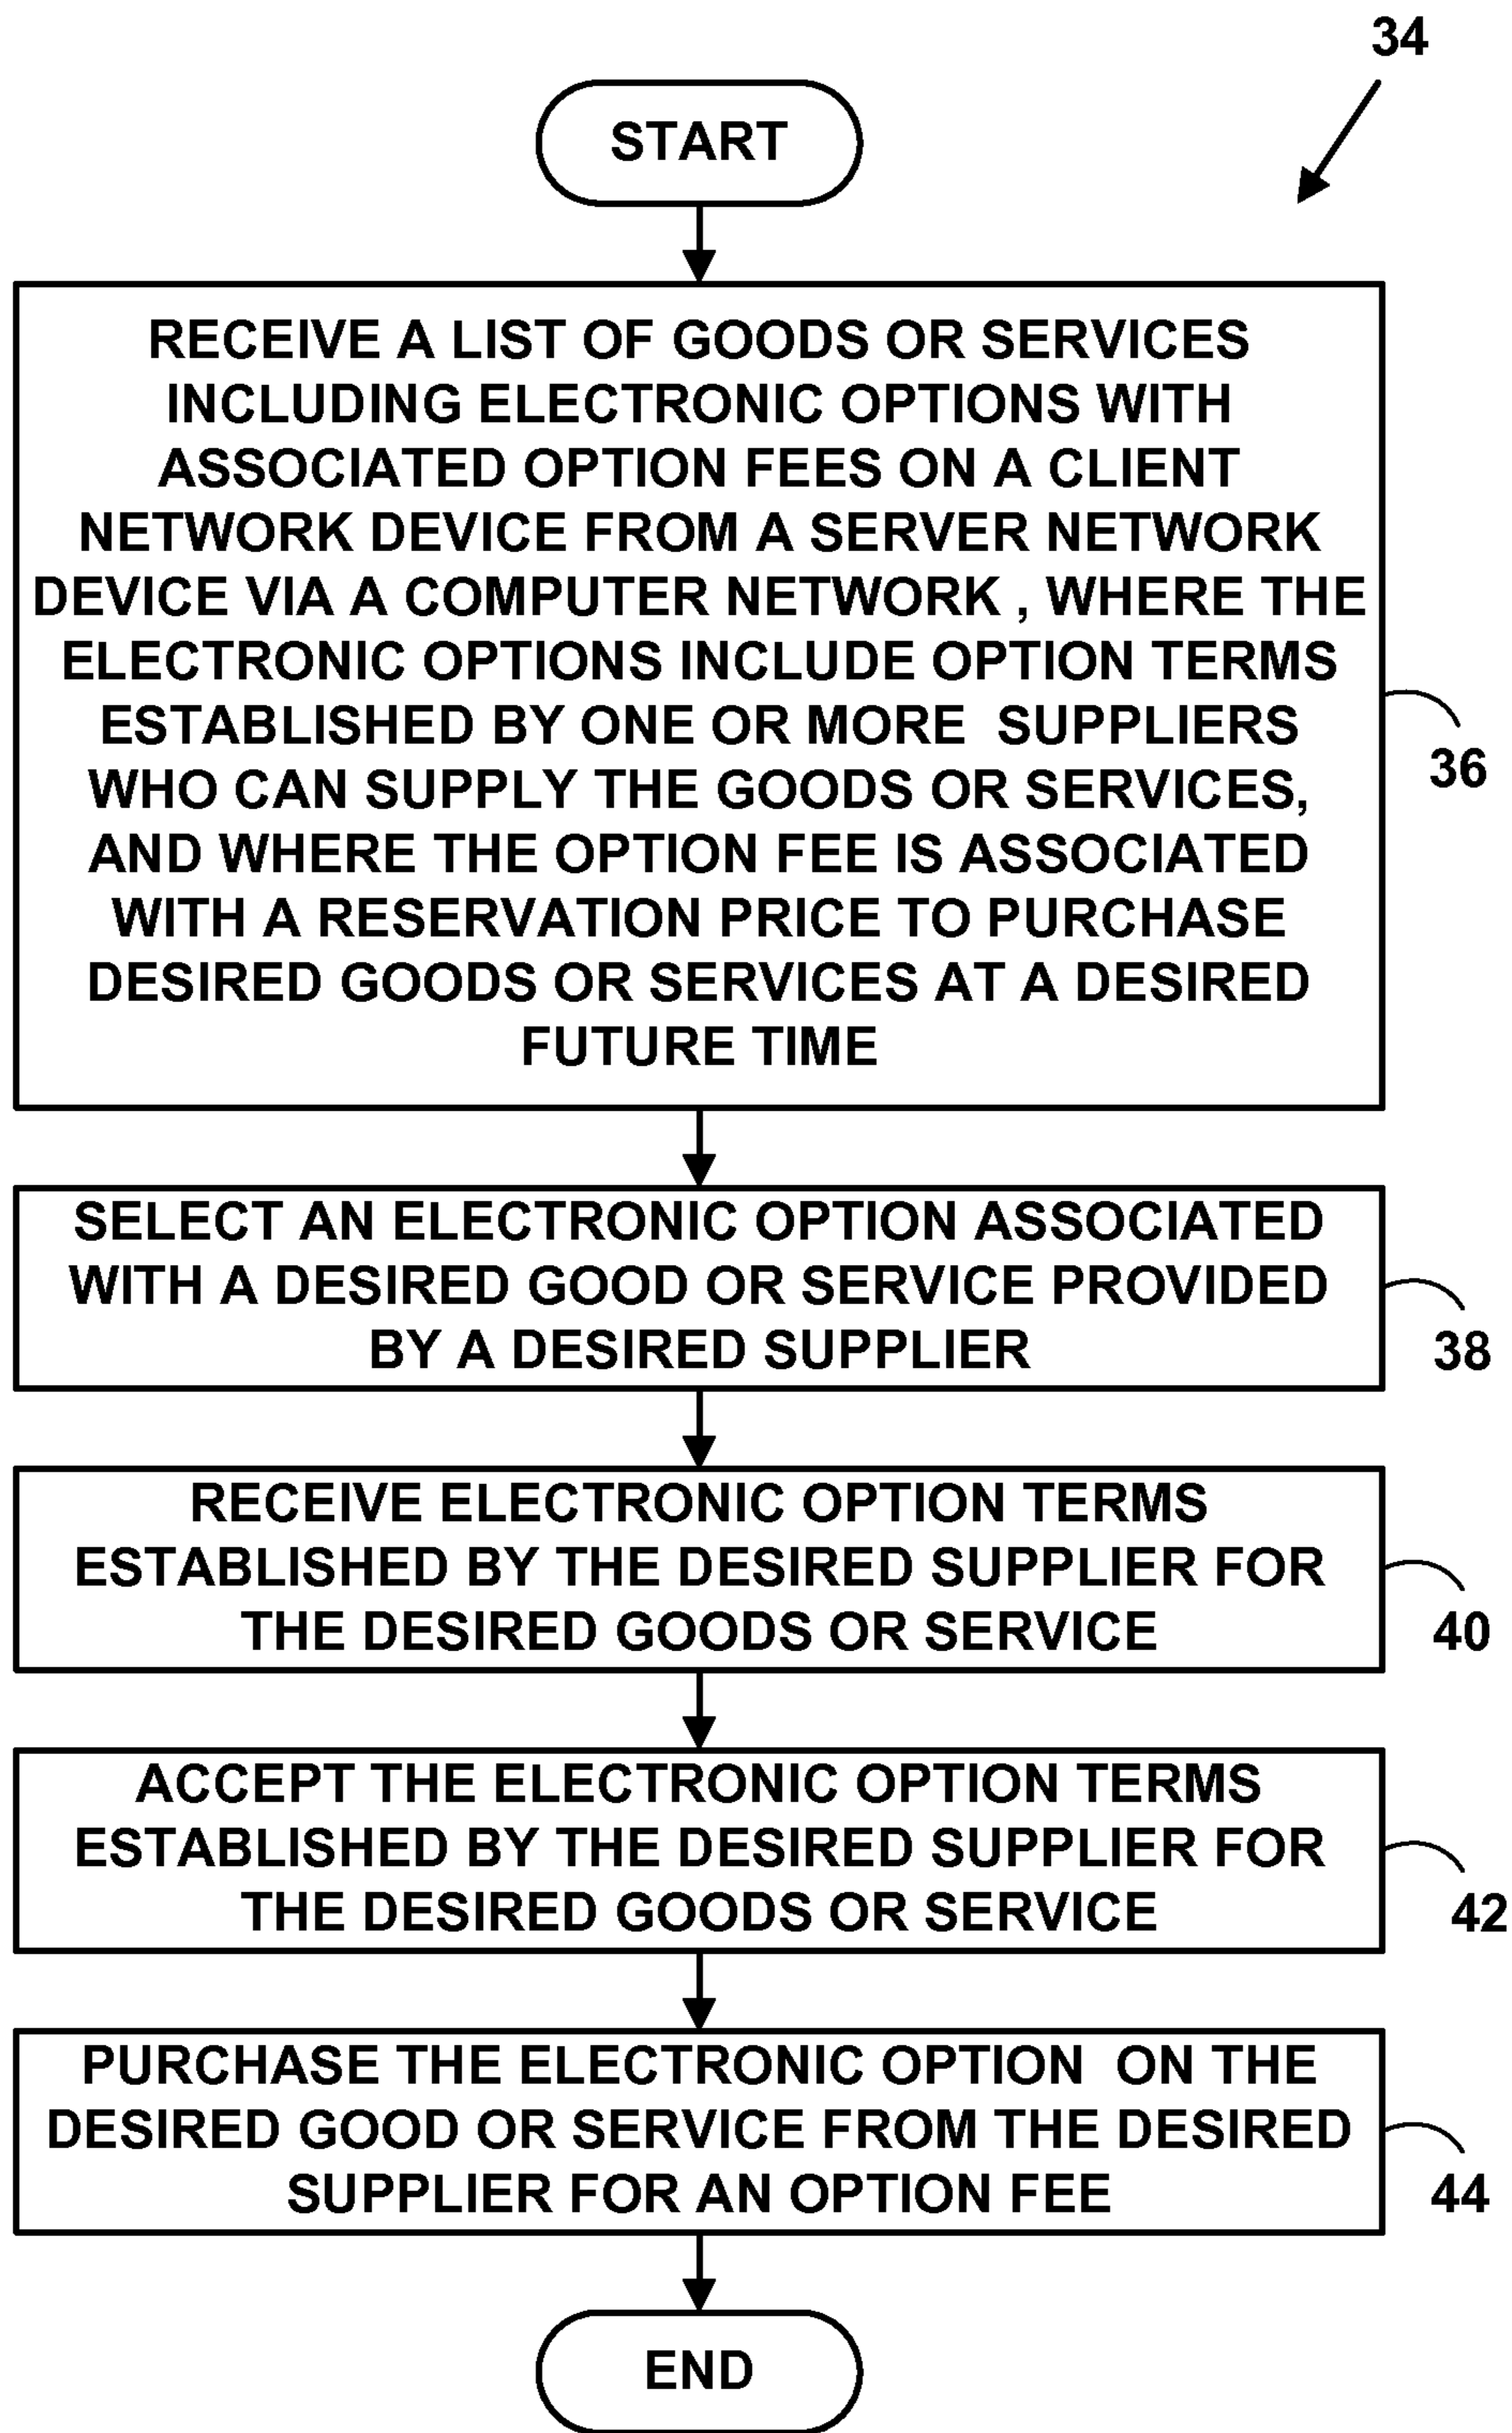 34
START
RECEIVE A LIST OF GOODS OR SERVICES
INCLUDING ELECTRONIC OPTIONS WITH
ASSOCIATED OPTION FEES ON A CLIENT
NETWORK DEVICE FROM A SERVER NETWORK
DEVICE VIA A COMPUTER NETWORK , WHERE THE
ELECTRONIC OPTIONS INCLUDE OPTION TERMS
ESTABLISHED BY ONE OR MORE SUPPLIERS
WHO CAN SUPPLY THE GOODS OR SERVICES,
AND WHERE THE OPTION FEE IS ASSOCIATED
WITH A RESERVATION PRICE TO PURCHASE
DESIRED GOODS OR SERVICES AT A DESIRED
FUTURE TIME
36
SELECT AN ELECTRONIC OPTION ASSOCIATED
WITH A DESIRED GOOD OR SERVICE PROVIDED
BY A DESIRED SUPPLIER
38
RECEIVE ELECTRONIC OPTION TERMS
ESTABLISHED BY THE DESIRED SUPPLIER FOR
THE DESIRED GOODS OR SERVICE
40
ACCEPT THE ELECTRONIC OPTION TERMS
ESTABLISHED BY THE DESIRED SUPPLIER FOR
THE DESIRED GOODS OR SERVICE
42
PURCHASE THE ELECTRONIC OPTION ON THE
DESIRED GOOD OR SERVICE FROM THE DESIRED
SUPPLIER FOR AN OPTION FEE
44
END